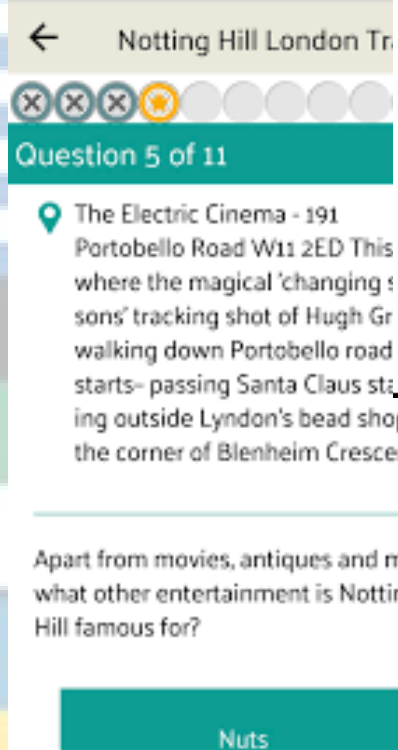 Notting Hill London Tr
Question 5 of 11
The Electric Cinema - 191
Portobello Road W11 2ED This
where the magical 'changing s
sons' tracking shot of Hugh Gr
walking down Portobello road
starts- passing Santa Claus sta
ing outside Lyndon's bead sho
the corner of Blenheim Cresce
Apart from movies, antiques and m
what other entertainment is Nottin
Hill famous for?
Nuts